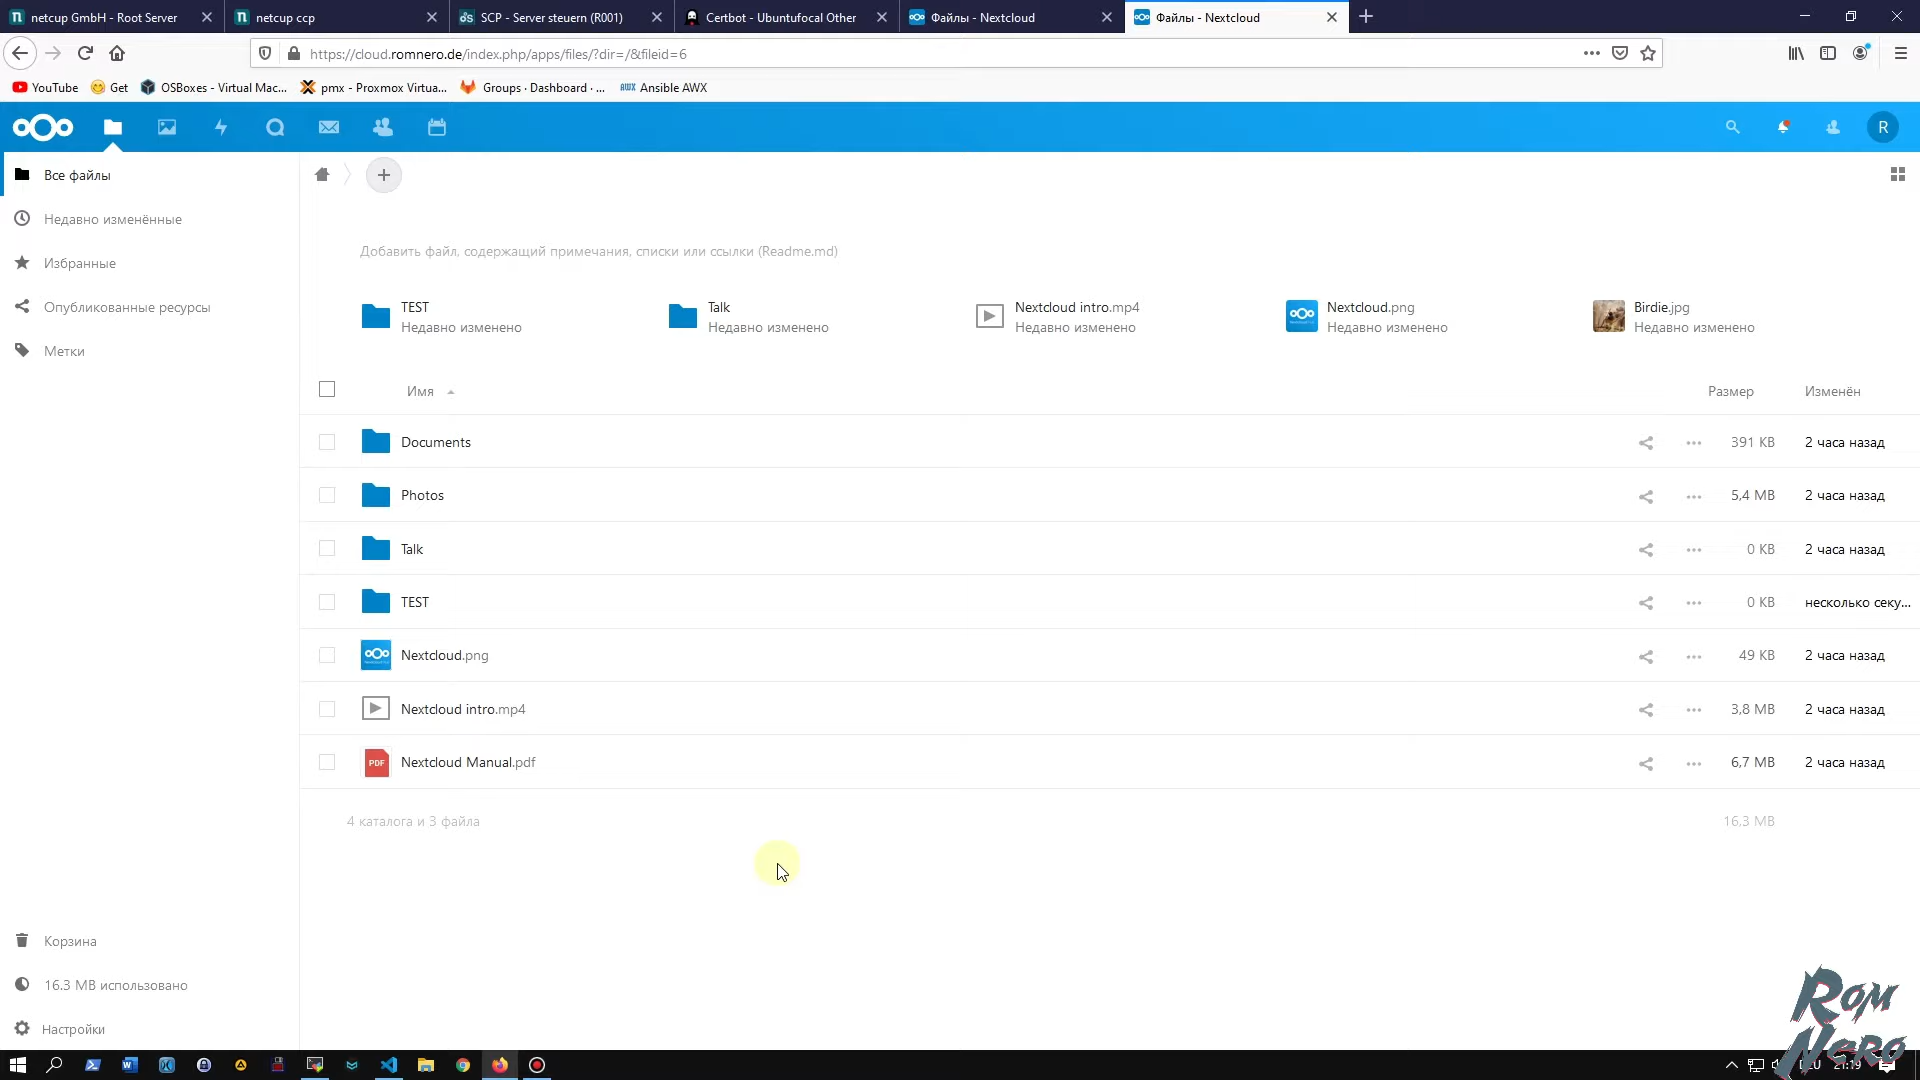 netcup GmbH - Root Server
netcup ccp
SCP - Server steuern (R001)
Certbot - Ubuntufocal Other
Файлы - Nextcloud
Файлы - Nextcloud
https://cloud.romnero.de/index.php/apps/files/?dir=/&fileid=6
YouTube
Get
OSBoxes - Virtual Mac...
pmx - Proxmox Virtua...
Groups · Dashboard · ...
AWX Ansible AWX
R
Все файлы
Недавно изменённые
Избранные
Опубликованные ресурсы
Метки
Добавить файл, содержащий примечания, списки или ссылки (Readme.md)
TEST
Недавно изменено
Talk
Недавно изменено
Nextcloud intro.mp4
Недавно изменено
Nextcloud.png
Недавно изменено
Birdie.jpg
Недавно изменено
Имя Размер Изменён
Documents 391 KB 2 часа назад
Photos 5,4 MB 2 часа назад
Talk 0 KB 2 часа назад
TEST 0 KB несколько секу...
Nextcloud.png 49 KB 2 часа назад
Nextcloud intro.mp4 3,8 MB 2 часа назад
PDF Nextcloud Manual.pdf 6,7 MB 2 часа назад
4 каталога и 3 файла 16,3 MB
Корзина
16.3 MB использовано
Настройки
Rom
Nero
21:19